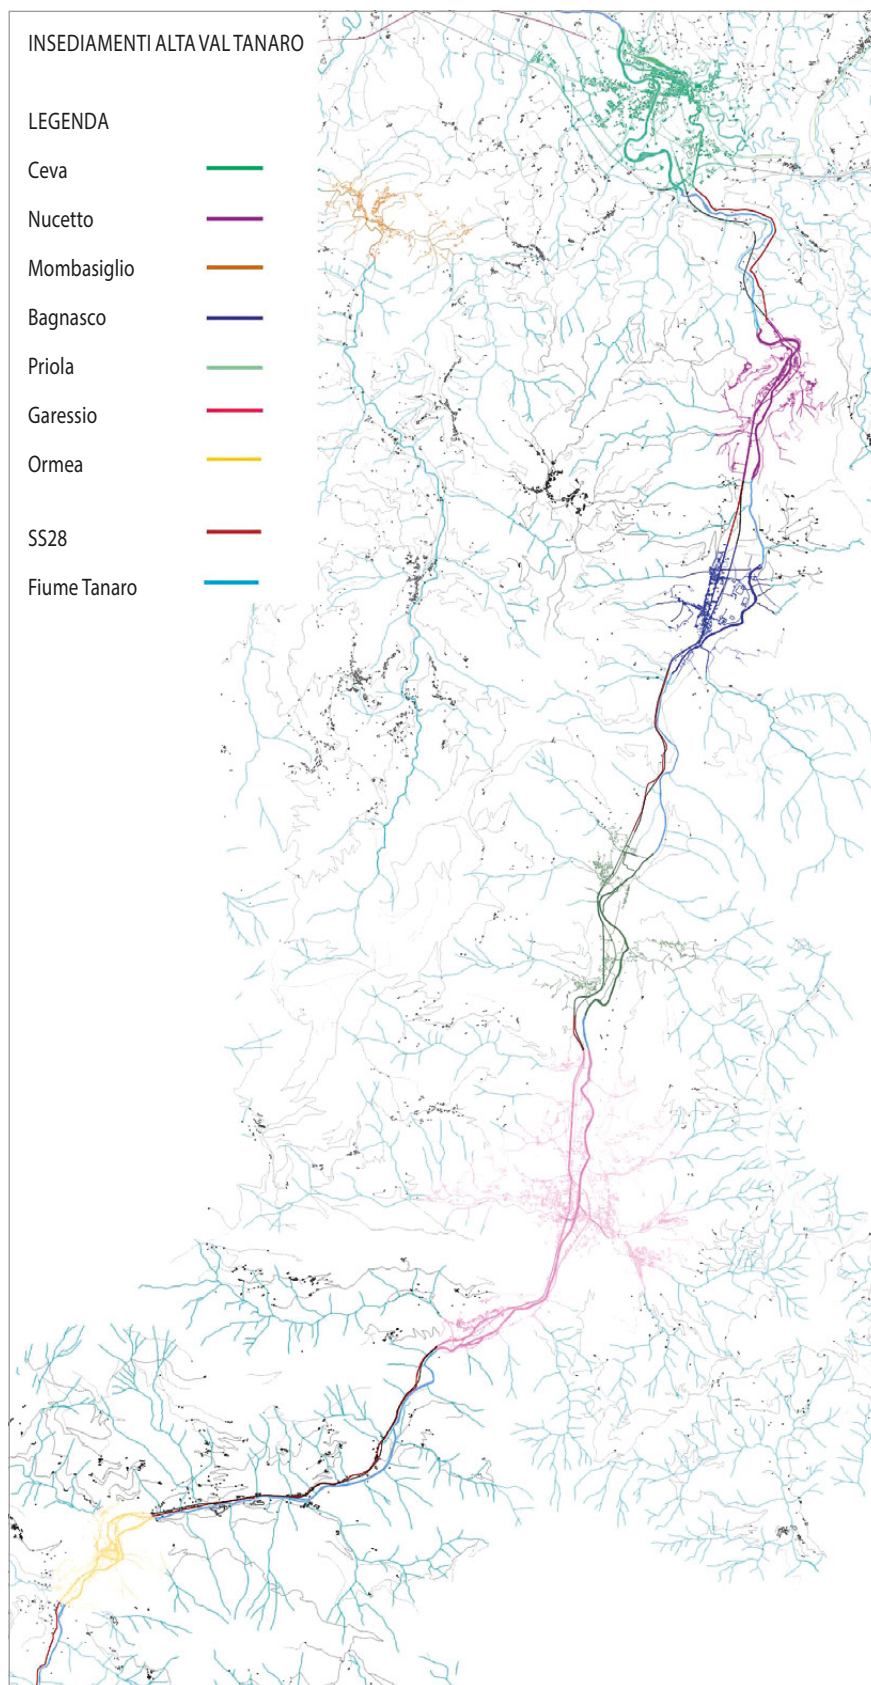 INSEDIAMENTI ALTA VAL TANARO
LEGENDA
Ceva
Nucetto
Mombasiglio
Bagnasco
Priola
Garessio
Ormea
SS28
Fiume Tanaro